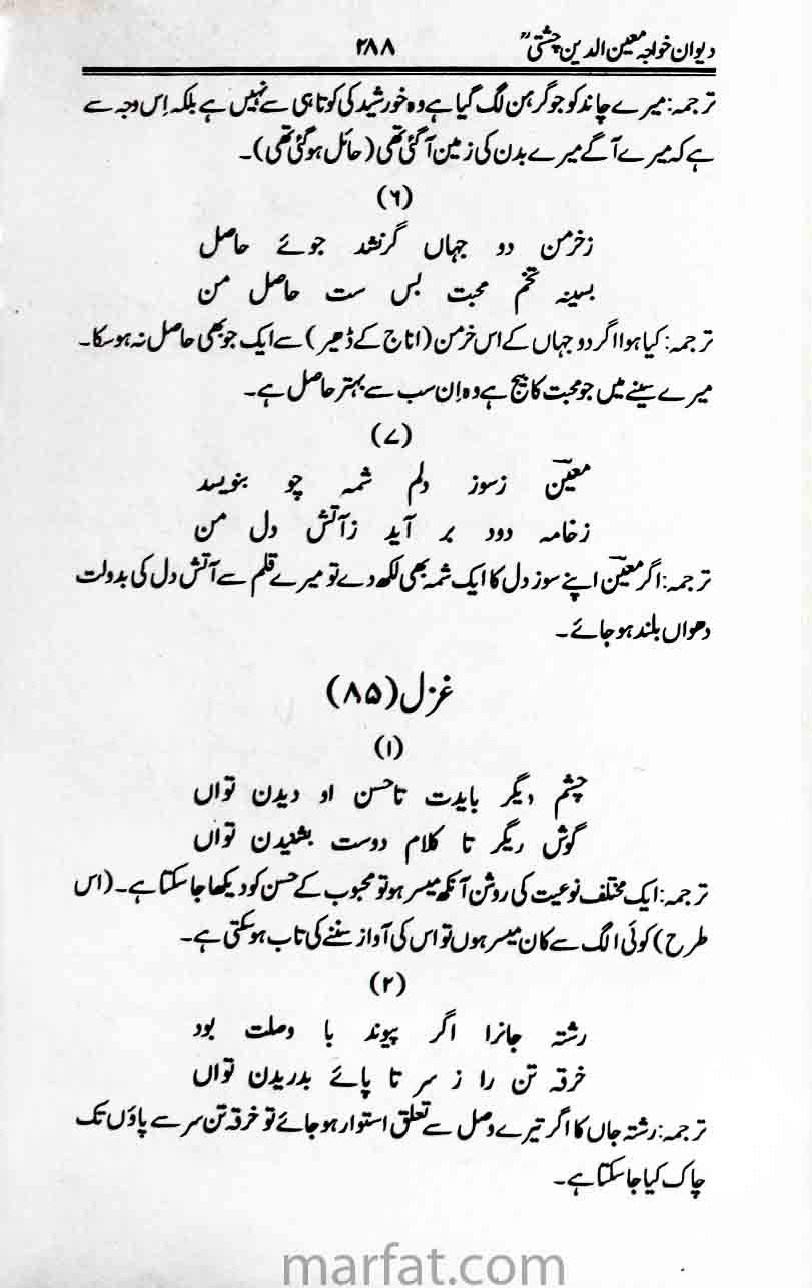 دیوان خواجہ معین الدین چشتیؒ ۲۸۸
ترجمہ: میرے چاند کو جو گرہن لگ گیا ہے وہ خورشید کی کوتاہی سے نہیں ہے بلکہ اِس وجہ سے
ہے کہ میرے آگے میرے بدن کی زمین آ گئی تھی (حائل ہو گئی تھی)۔
(۶)
زخرمن دو جہاں گرنشد جوئے حاصل
بسینہ تخم محبت بس ست حاصل من
ترجمہ: کیا ہوا اگر دو جہاں کے اس خرمن (اناج کے ڈھیر) سے ایک جو بھی حاصل نہ ہو سکا۔
میرے سینے میں جو محبت کا بیج ہے وہ اِن سب سے بہتر حاصل ہے۔
(۷)
معینؔ زسوز دلم شمہ چو بنویسد
زخامہ دود بر آید زآتش دل من
ترجمہ: اگر معینؔ اپنے سوز دل کا ایک شمہ بھی لکھ دے تو میرے قلم سے آتش دل کی بدولت
دھواں بلند ہو جائے۔
غزل (۸۵)
(۱)
چشم دیگر بایدت تاحسن او دیدن تواں
گوش ریگر تا کلام دوست بشنیدن تواں
ترجمہ: ایک مختلف نوعیت کی روشن آنکھ میسر ہو تو محبوب کے حسن کو دیکھا جا سکتا ہے۔ (اس
طرح) کوئی الگ سے کان میسر ہوں تو اس کی آواز سننے کی تاب ہو سکتی ہے۔
(۲)
رشتہ جانرا اگر پیوند با وصلت بود
خرقہ تن را ز سر تا پائے بدریدن تواں
ترجمہ: رشتہ جاں کا اگر تیرے وصل سے تعلق استوار ہو جائے تو خرقہ تن سر سے پاؤں تک
چاک کیا جا سکتا ہے۔
marfat.com